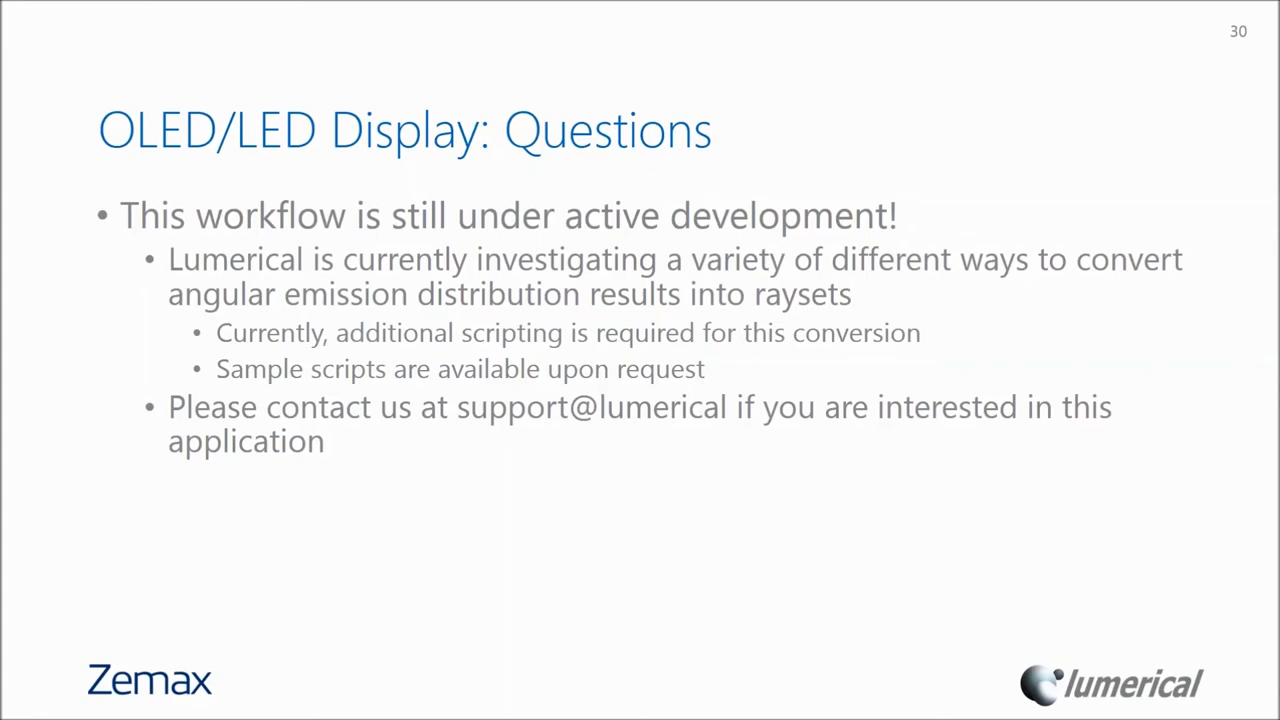 30
OLED/LED Display: Questions
• This workflow is still under active development!
• Lumerical is currently investigating a variety of different ways to convert
angular emission distribution results into raysets
• Currently, additional scripting is required for this conversion
• Sample scripts are available upon request
• Please contact us at support@lumerical if you are interested in this
application
Zemax
lumerical